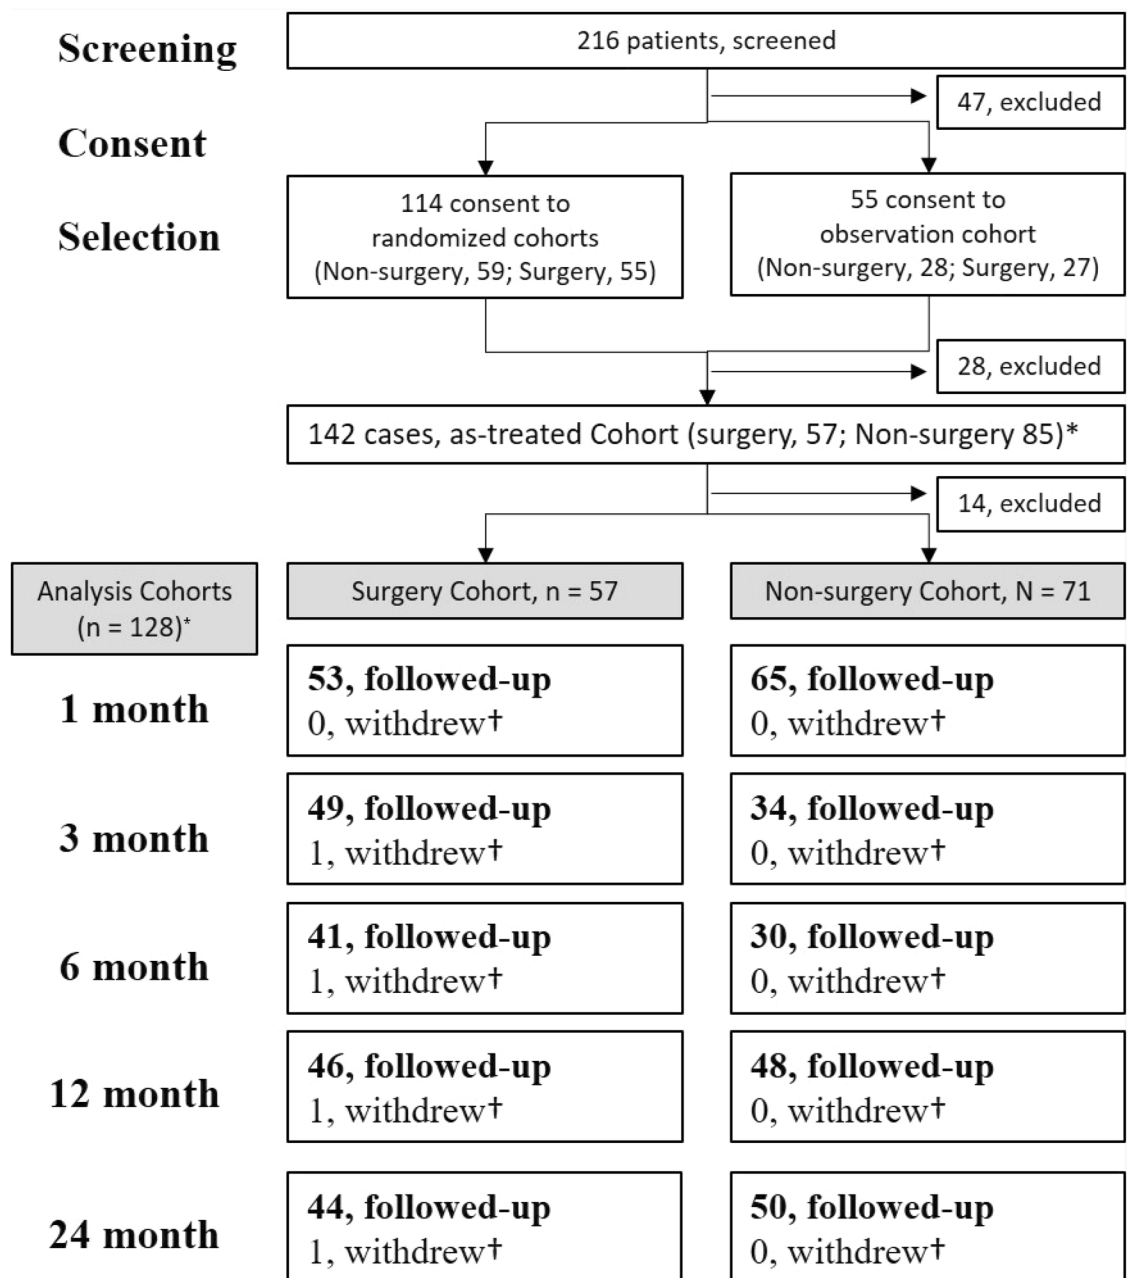 Screening
216 patients, screened
47, excluded
Consent
Selection
114 consent to
randomized cohorts
(Non-surgery, 59; Surgery, 55)
55 consent to
observation cohort
(Non-surgery, 28; Surgery, 27)
28, excluded
142 cases, as-treated Cohort (surgery, 57; Non-surgery 85)*
14, excluded
Analysis Cohorts
(n = 128)*
Surgery Cohort, n = 57
Non-surgery Cohort, N = 71
1 month
53, followed-up
0, withdrew†
65, followed-up
0, withdrew†
3 month
49, followed-up
1, withdrew†
34, followed-up
0, withdrew†
6 month
41, followed-up
1, withdrew†
30, followed-up
0, withdrew†
12 month
46, followed-up
1, withdrew†
48, followed-up
0, withdrew†
24 month
44, followed-up
1, withdrew†
50, followed-up
0, withdrew†